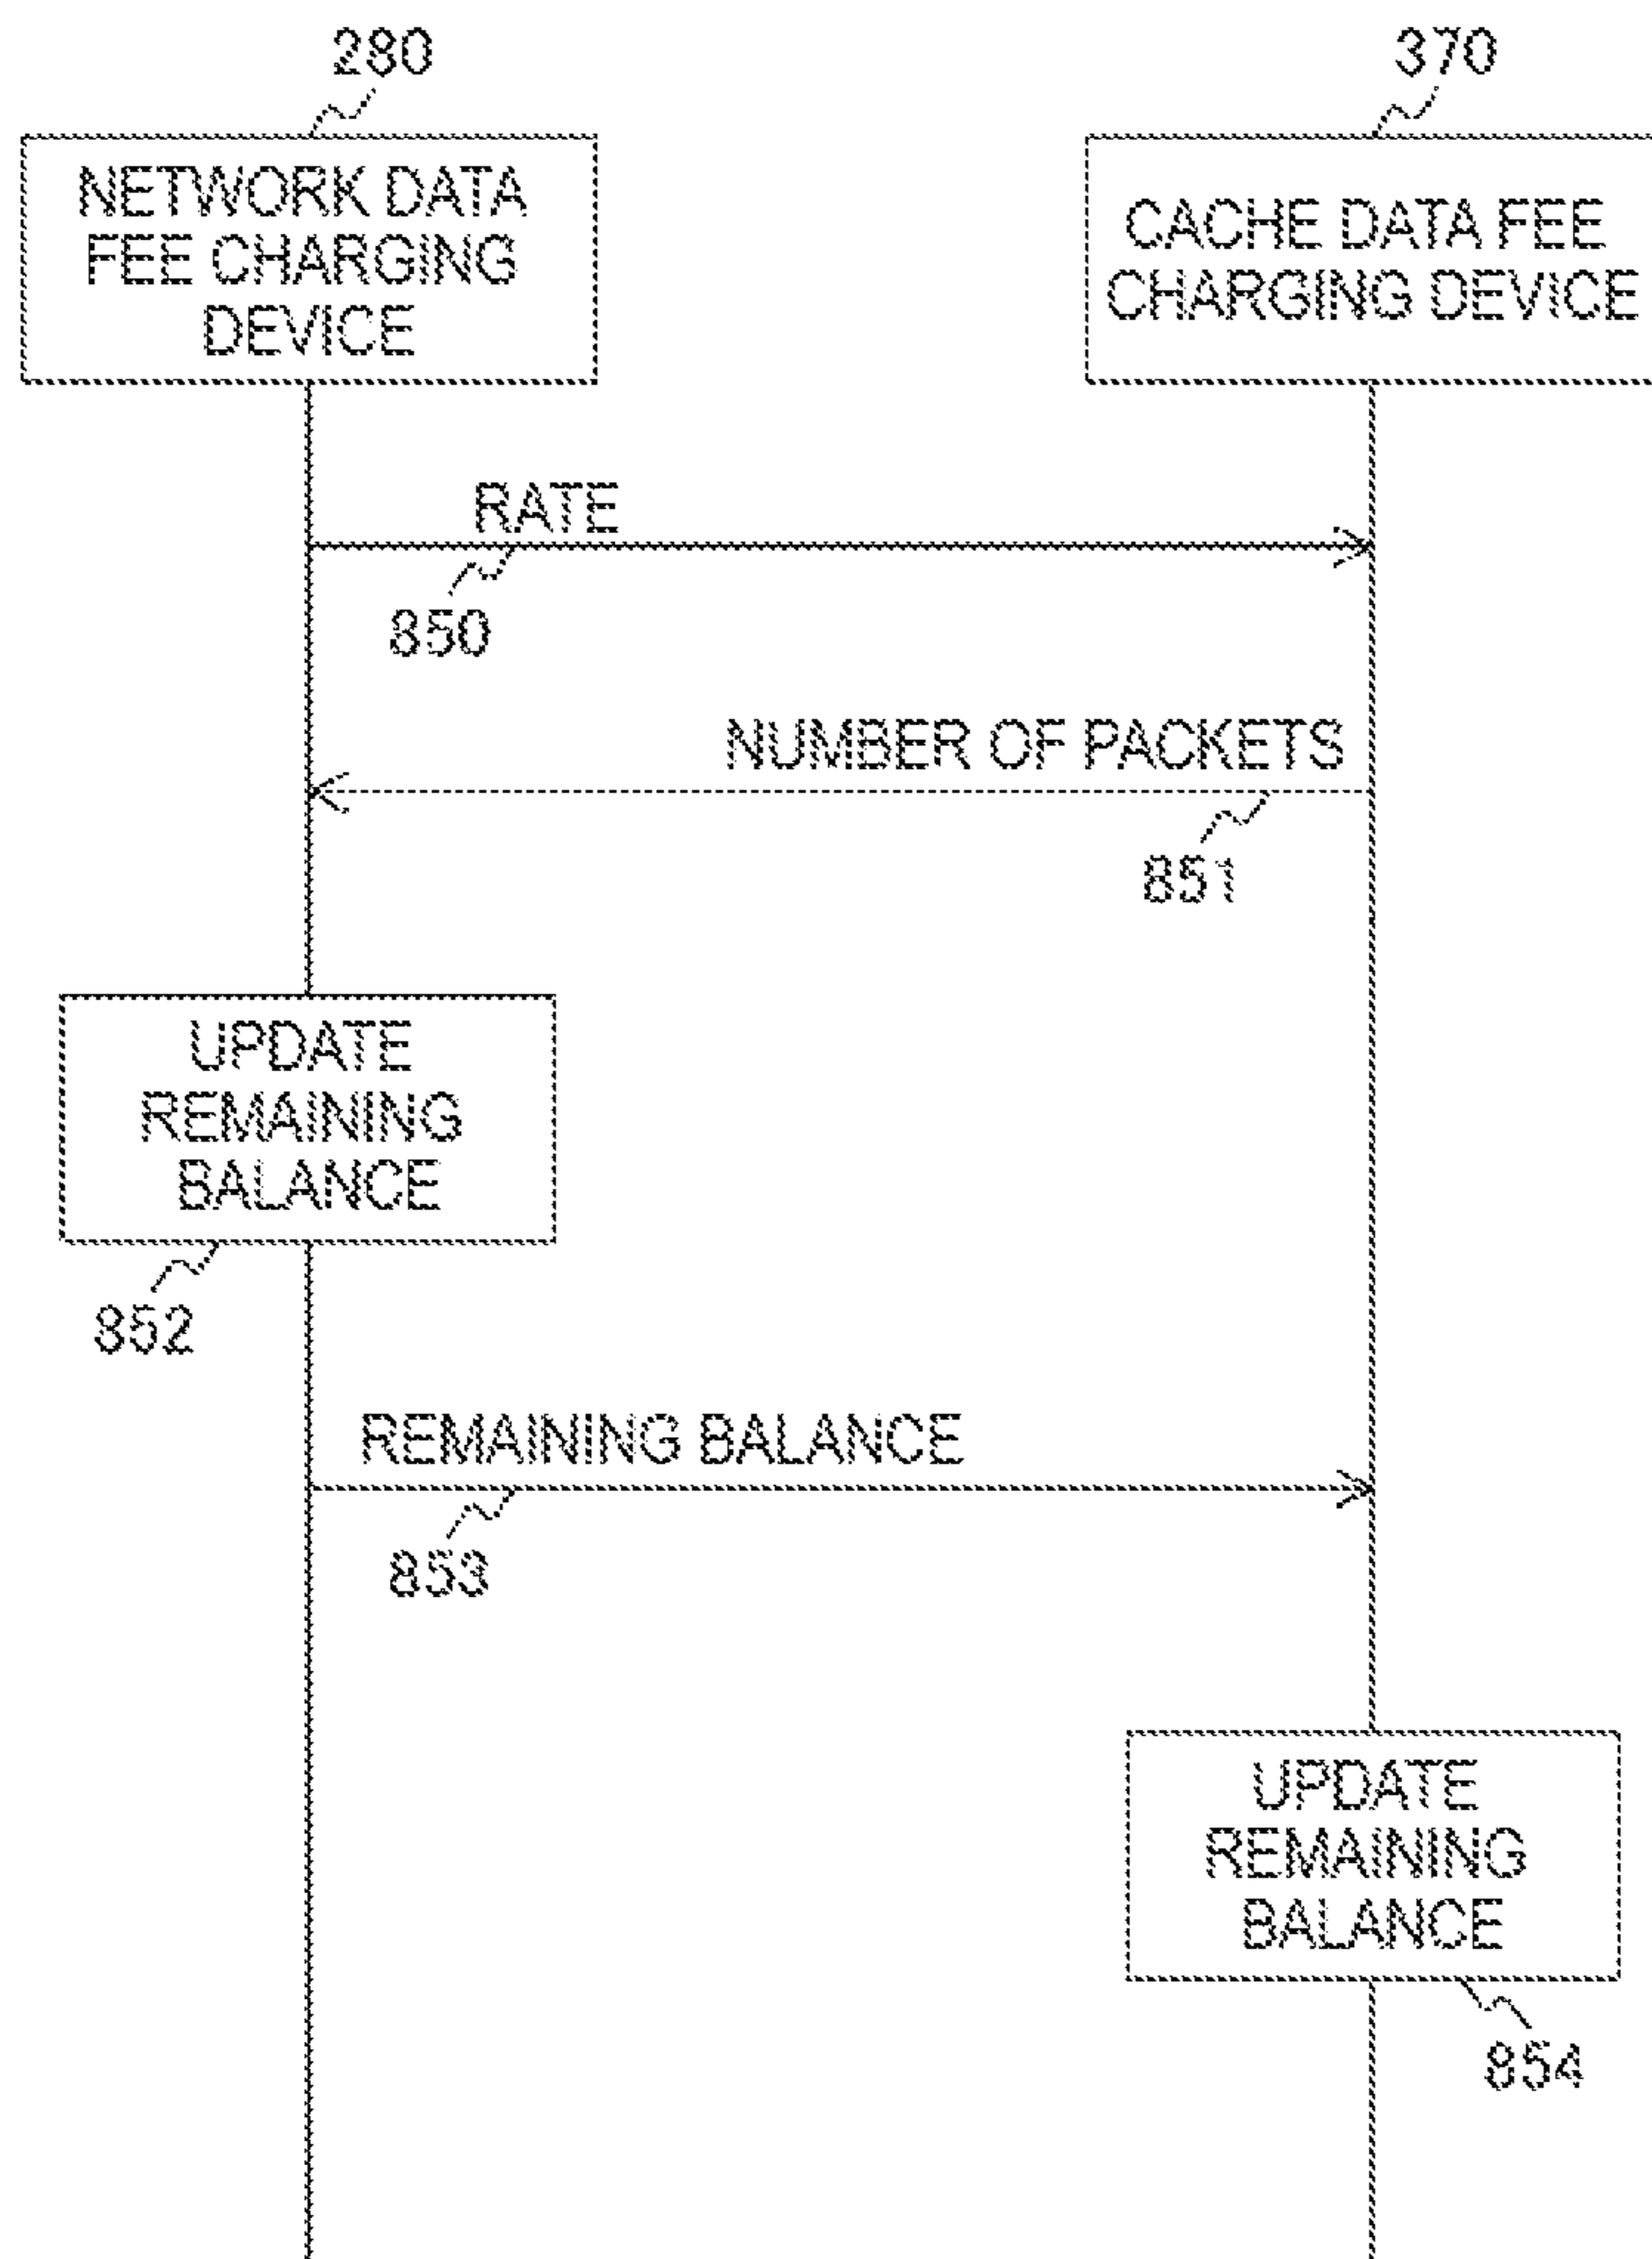 280
370
NETWORK DATA
FEE CHARGING
DEVICE
CACHE DATA FEE
CHARGING DEVICE
RATE
850
NUMBER OF PACKETS
851
UPDATE
REMAINING
BALANCE
852
REMAINING BALANCE
853
UPDATE
REMAINING
BALANCE
854